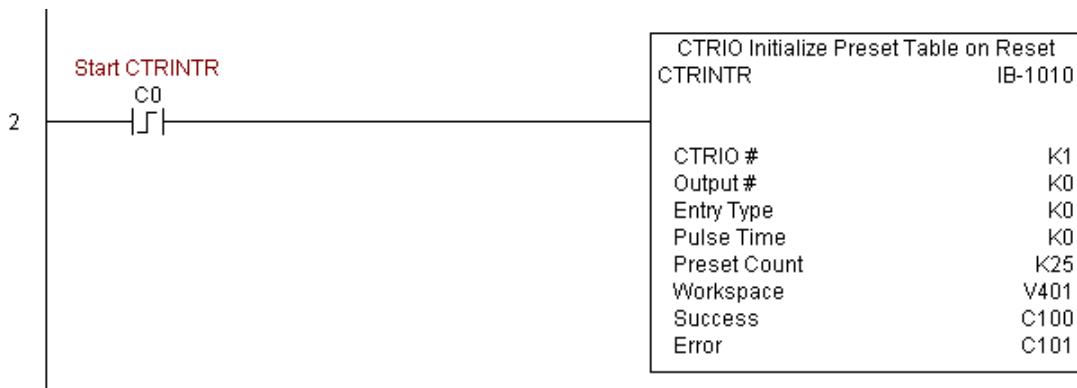 CTRIO Initialize Preset Table on Reset
CTRINTR IB-1010
Start CTRINTR
C0
2
CTRIO # K1
Output # K0
Entry Type K0
Pulse Time K0
Preset Count K25
Workspace V401
Success C100
Error C101